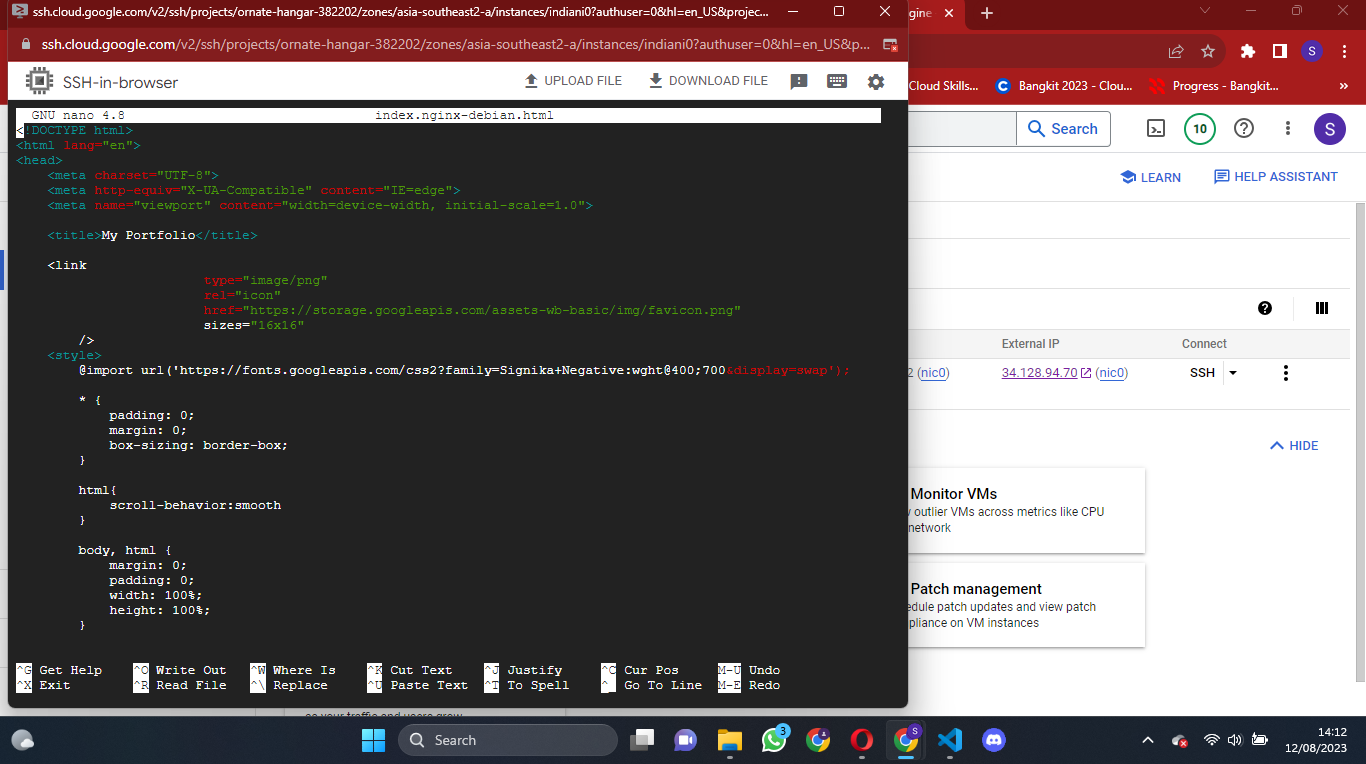 ssh.cloud.google.com/v2/ssh/projects/ornate-hangar-382202/zones/asia-southeast2-a/instances/indiani0?authuser=0&hl=en_US&projec...
gine
ssh.cloud.google.com/v2/ssh/projects/ornate-hangar-382202/zones/asia-southeast2-a/instances/indiani0?authuser=0&hl=en_US&p...
S
SSH-in-browser
UPLOAD FILE
DOWNLOAD FILE
Cloud Skills...
Bangkit 2023 - Clou...
Progress - Bangkit...
»
GNU nano 4.8 index.nginx-debian.html
<!DOCTYPE html>
<html lang="en">
<head>
<meta charset="UTF-8">
<meta http-equiv="X-UA-Compatible" content="IE=edge">
<meta name="viewport" content="width=device-width, initial-scale=1.0">
<title>My Portfolio</title>
<link
type="image/png"
rel="icon"
href="https://storage.googleapis.com/assets-wb-basic/img/favicon.png"
sizes="16x16"
/>
<style>
@import url('https://fonts.googleapis.com/css2?family=Signika+Negative:wght@400;700&display=swap');
* {
padding: 0;
margin: 0;
box-sizing: border-box;
}
html{
scroll-behavior:smooth
}
body, html {
margin: 0;
padding: 0;
width: 100%;
height: 100%;
}
^G Get Help ^O Write Out ^W Where Is ^K Cut Text ^J Justify ^C Cur Pos M-U Undo
^X Exit ^R Read File ^\ Replace ^U Paste Text ^T To Spell ^_ Go To Line M-E Redo
Search
10
S
LEARN
HELP ASSISTANT
External IP
Connect
2 (nic0)
34.128.94.70 (nic0)
SSH
HIDE
Monitor VMs
outlier VMs across metrics like CPU
network
Patch management
edule patch updates and view patch
pliance on VM instances
Search
3
S
14:12
12/08/2023